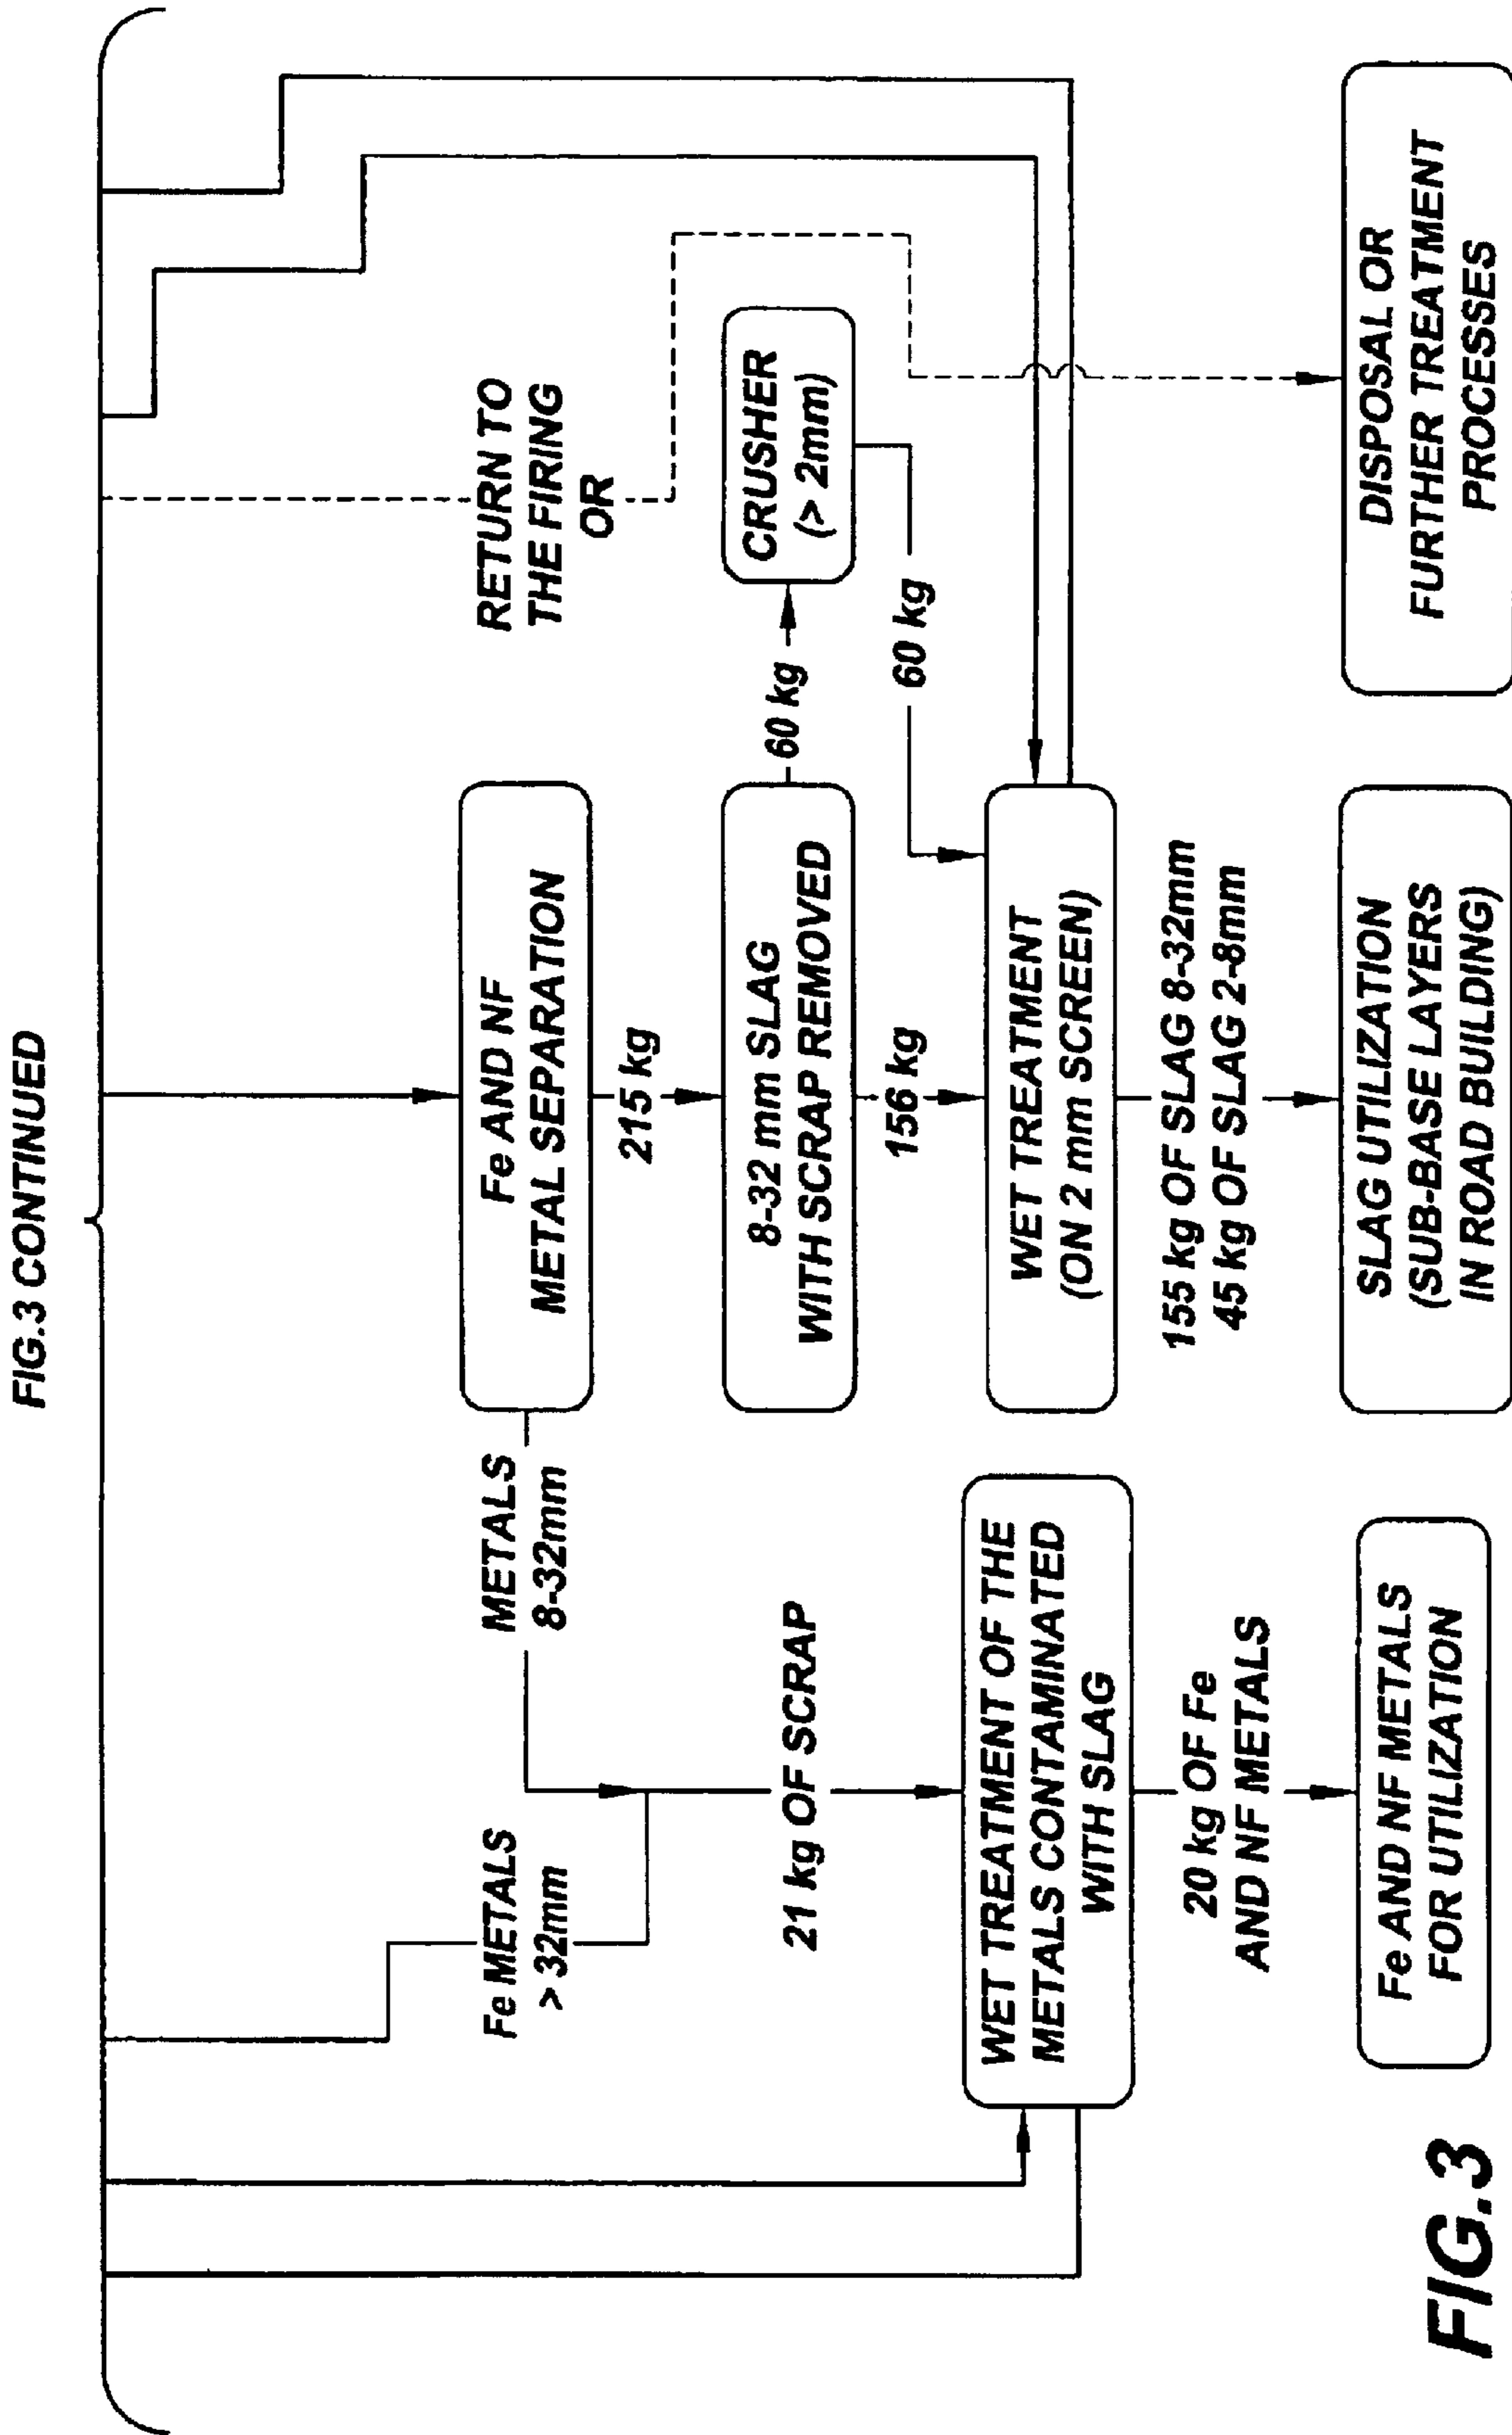 FIG.3 CONTINUED
RETURN TO
THE FIRING
OR
Fe AND NF
METAL SEPARATION
METALS
8-32mm
Fe METALS
> 32mm
215 kg
CRUSHER
(> 2mm)
60 kg
8-32 mm SLAG
WITH SCRAP REMOVED
21 kg OF SCRAP
60 kg
156 kg
WET TREATMENT
(ON 2 mm SCREEN)
WET TREATMENT OF THE
METALS CONTAMINATED
WITH SLAG
155 kg OF SLAG 8-32mm
45 kg OF SLAG 2-8mm
20 kg OF Fe
AND NF METALS
DISPOSAL OR
FURTHER TREATMENT
PROCESSES
SLAG UTILIZATION
(SUB-BASE LAYERS
IN ROAD BUILDING)
Fe AND NF METALS
FOR UTILIZATION
FIG.3